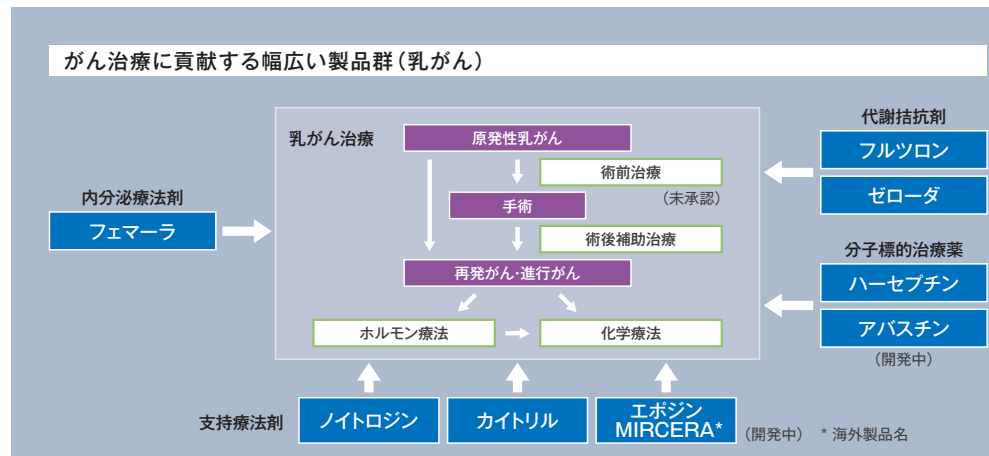 がん治療に貢献する幅広い製品群（乳がん）
乳がん治療
原発性乳がん
術前治療
（未承認）
手術
術後補助治療
再発がん・進行がん
ホルモン療法
化学療法
内分泌療法剤
フェマーラ
代謝拮抗剤
フルツロン
ゼローダ
分子標的治療薬
ハーセプチン
アバスチン
（開発中）
支持療法剤
ノイトロジン
カイトリル
エポジン
MIRCERA*
（開発中） * 海外製品名